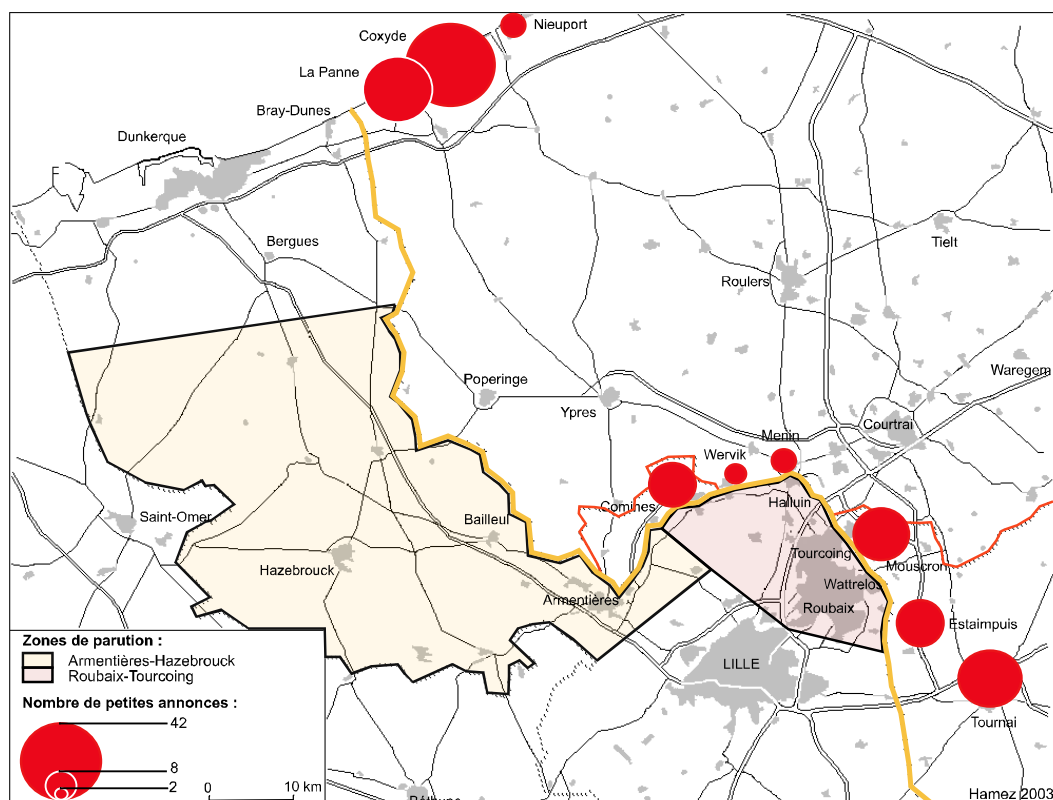 Nieuport
Coxyde
La Panne
Bray-Dunes
Dunkerque
Bergues
Tielt
Roulers
Waregem
Poperinge
Ypres
Courtrai
Menin
Wervik
Comines
Halluin
Saint-Omer
Bailleul
Tourcoing
Mouscron
Hazebrouck
Wattrelos
Armentières
Roubaix
Estaimpuis
LILLE
Tournai
Zones de parution :
Armentières-Hazebrouck
Roubaix-Tourcoing
Nombre de petites annonces :
42
8
2
0 10 km
Béthune
Hamez 2003